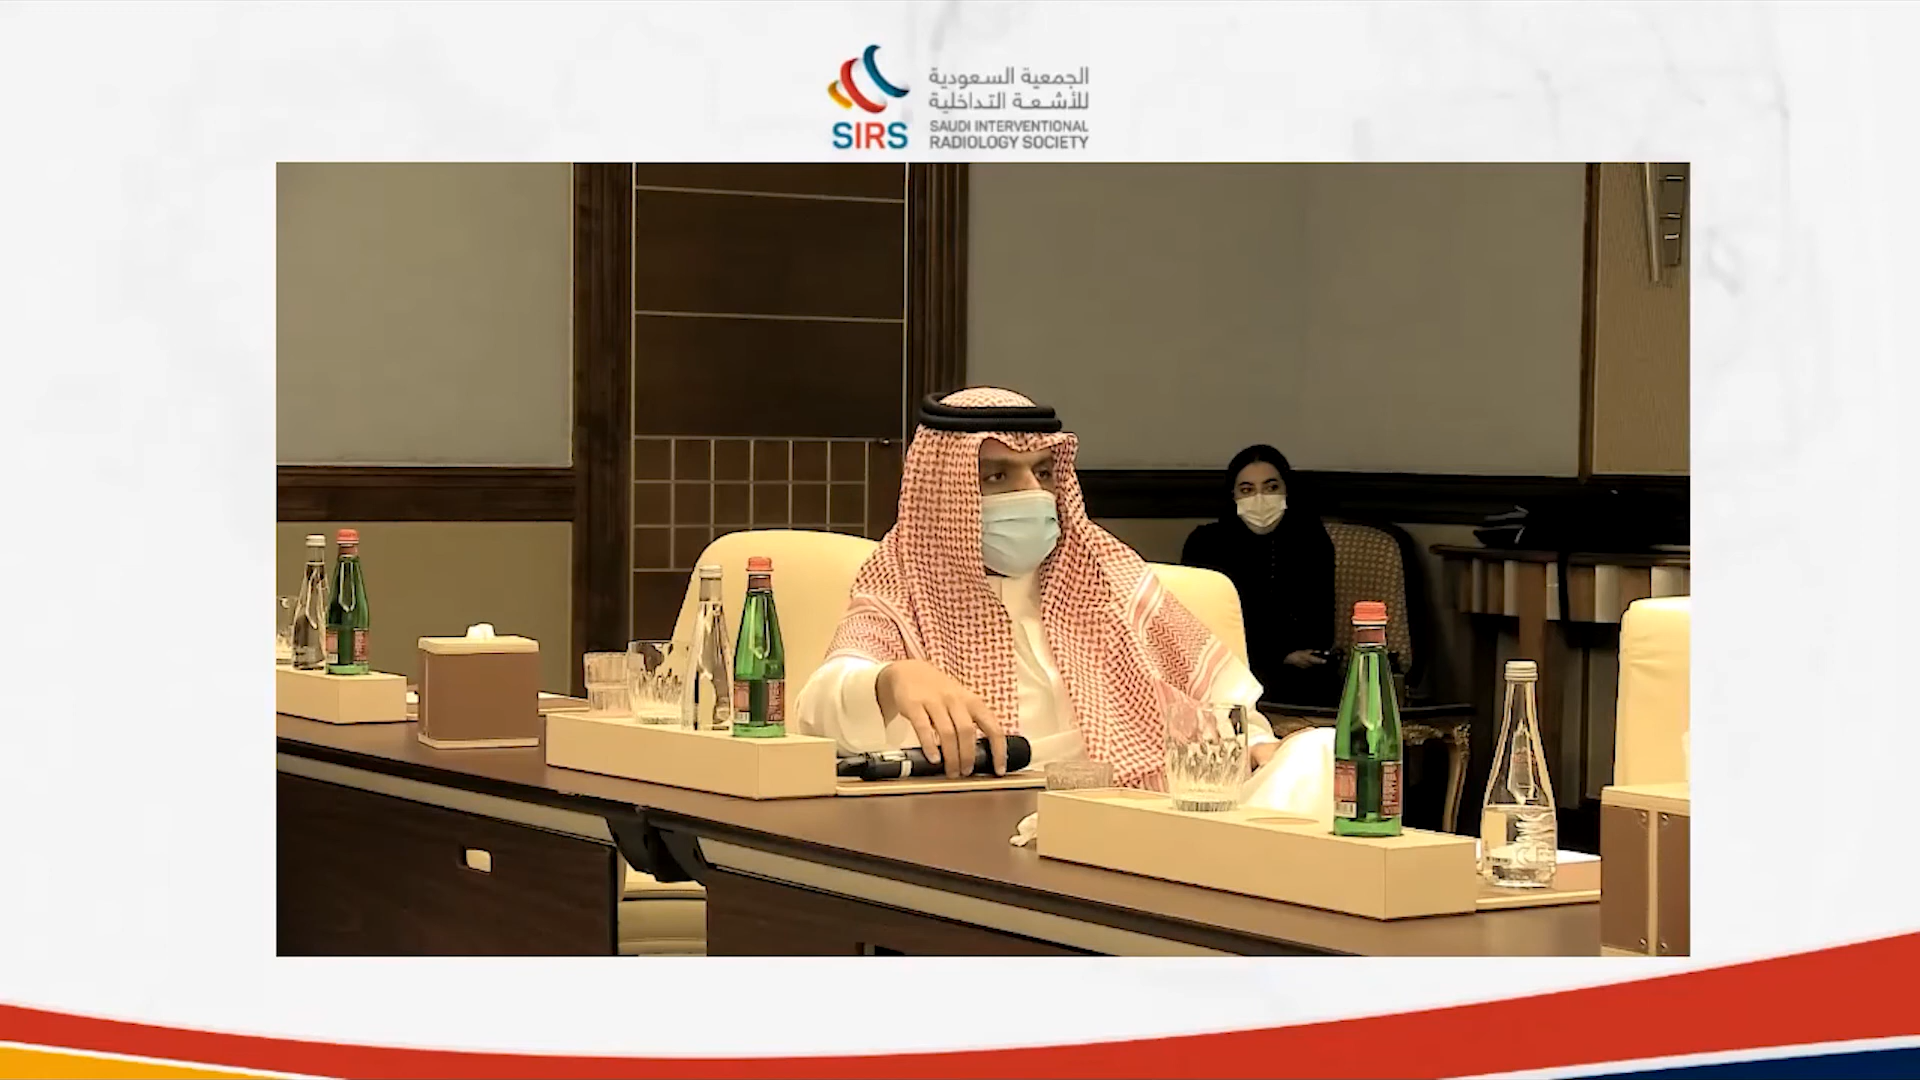 الجمعية السعودية
للأشعة التداخلية
SIRS
SAUDI INTERVENTIONAL
RADIOLOGY SOCIETY